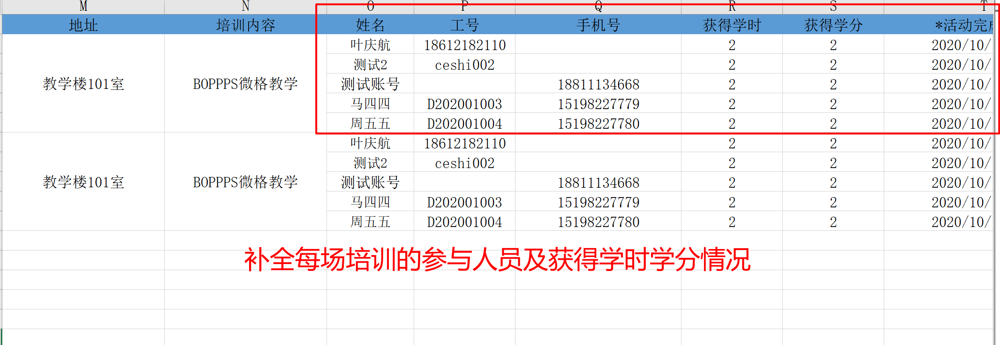 M N O P Q R S T
地址 培训内容 姓名 工号 手机号 获得学时 获得学分 *活动完
叶庆航 18612182110 2 2 2020/10/
测试2 ceshi002 2 2 2020/10/
教学楼101室 BOPPPS微格教学 测试账号 18811134668 2 2 2020/10/
马四四 D202001003 15198227779 2 2 2020/10/
周五五 D202001004 15198227780 2 2 2020/10/
叶庆航 18612182110 2 2 2020/10/
测试2 ceshi002 2 2 2020/10/
教学楼101室 BOPPPS微格教学 测试账号 18811134668 2 2 2020/10/
马四四 D202001003 15198227779 2 2 2020/10/
周五五 D202001004 15198227780 2 2 2020/10/
补全每场培训的参与人员及获得学时学分情况